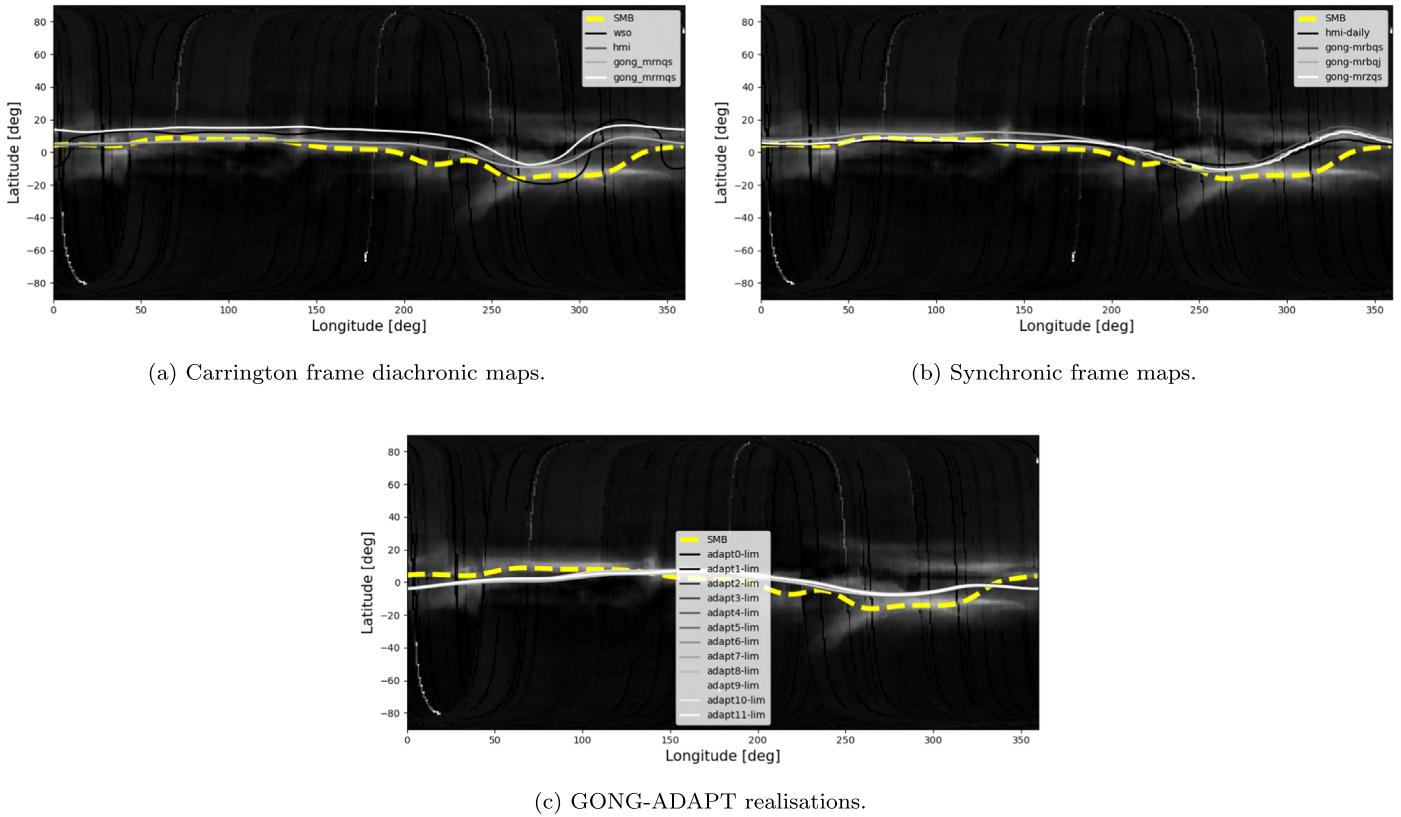 80
60
40
20
0
−20
−40
−60
−80
Latitude [deg]
0
50
100
150
200
250
300
350
Longitude [deg]
SMB
wso
hmi
gong_mrnqs
gong_mrmqs
(a) Carrington frame diachronic maps.
80
60
40
20
0
−20
−40
−60
−80
Latitude [deg]
0
50
100
150
200
250
300
350
Longitude [deg]
SMB
hmi-daily
gong-mrbqs
gong-mrbqj
gong-mrzqs
(b) Synchronic frame maps.
80
60
40
20
0
−20
−40
−60
−80
Latitude [deg]
0
50
100
150
200
250
300
350
Longitude [deg]
SMB
adapt0-lim
adapt1-lim
adapt2-lim
adapt3-lim
adapt4-lim
adapt5-lim
adapt6-lim
adapt7-lim
adapt8-lim
adapt9-lim
adapt10-lim
adapt11-lim
(c) GONG-ADAPT realisations.